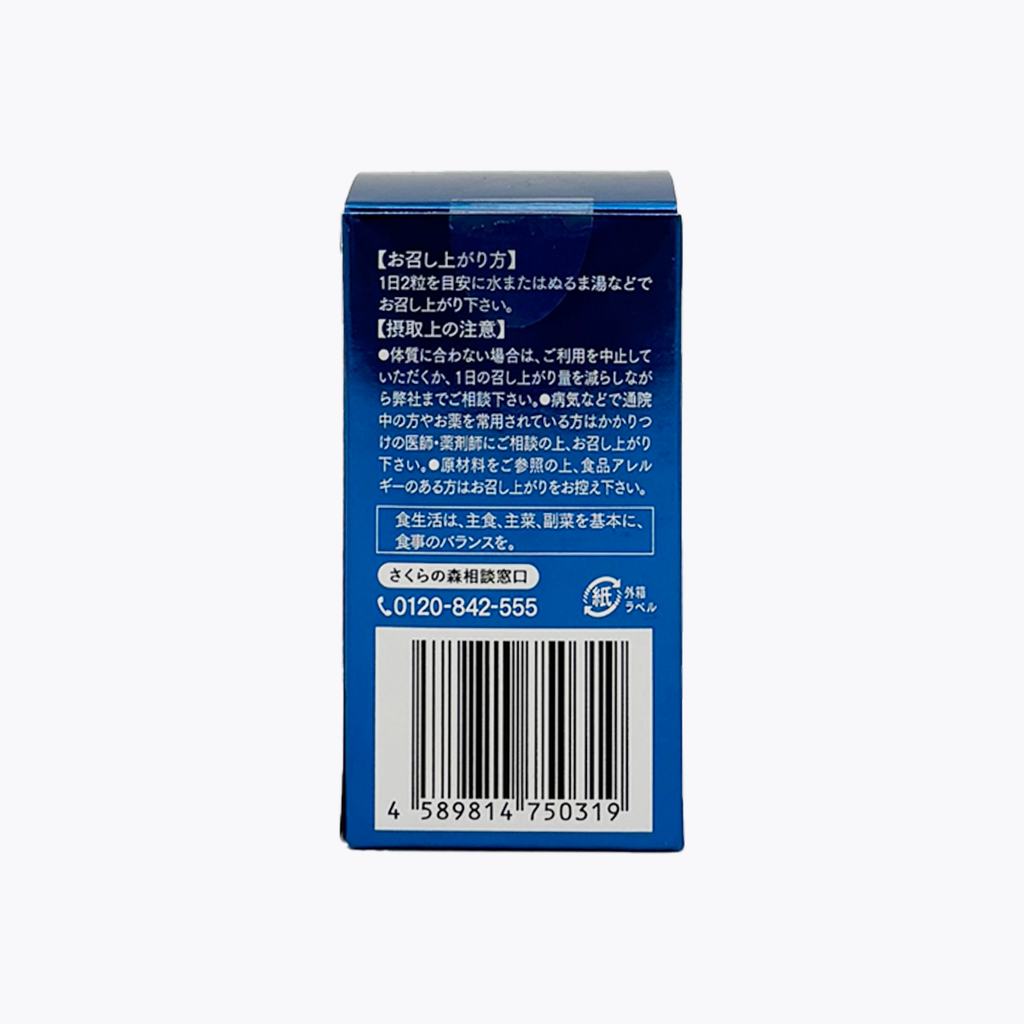 【お召し上がり方】
1日2粒を目安に水またはぬるま湯などで
お召し上がり下さい。
【摂取上の注意】
●体質に合わない場合は、ご利用を中止して
いただくか、1日の召し上がり量を減らしなが
ら弊社までご相談下さい。●病気などで通院
中の方やお薬を常用されている方はかかりつ
けの医師・薬剤師にご相談の上、お召し上がり
下さい。●原材料をご参照の上、食品アレル
ギーのある方はお召し上がりをお控え下さい。
食生活は、主食、主菜、副菜を基本に、
食事のバランスを。
さくらの森相談窓口
0120-842-555
紙
外箱
ラベル
4 589814 750319